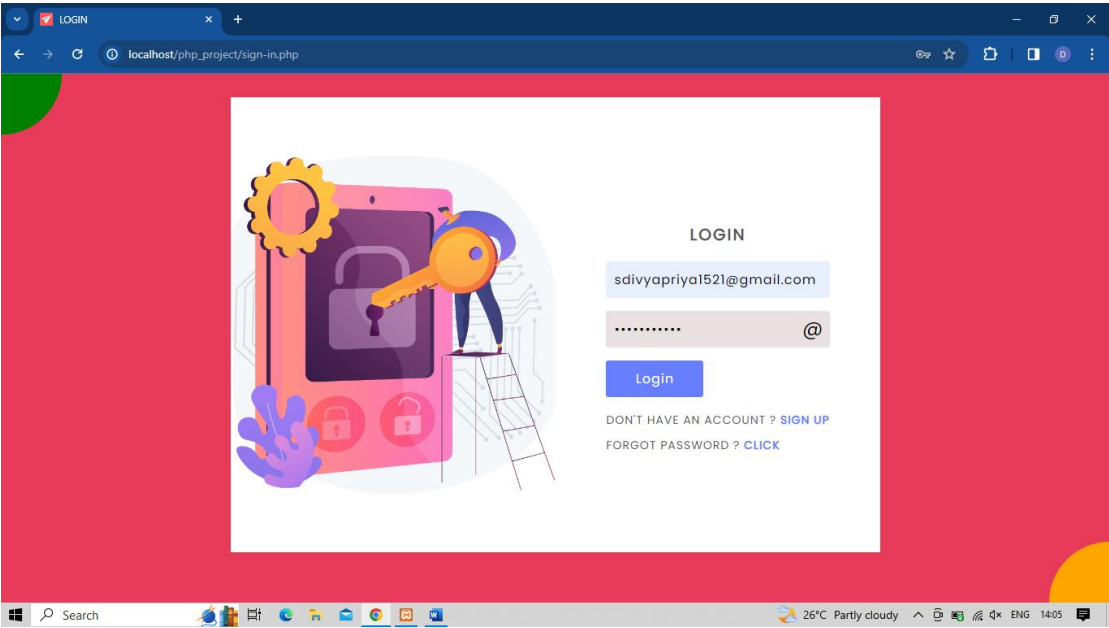 LOGIN
localhost/php_project/sign-in.php
D
LOGIN
sdivyapriya1521@gmail.com
@
Login
DON'T HAVE AN ACCOUNT ? SIGN UP
FORGOT PASSWORD ? CLICK
Search
26°C Partly cloudy
ENG
14:05